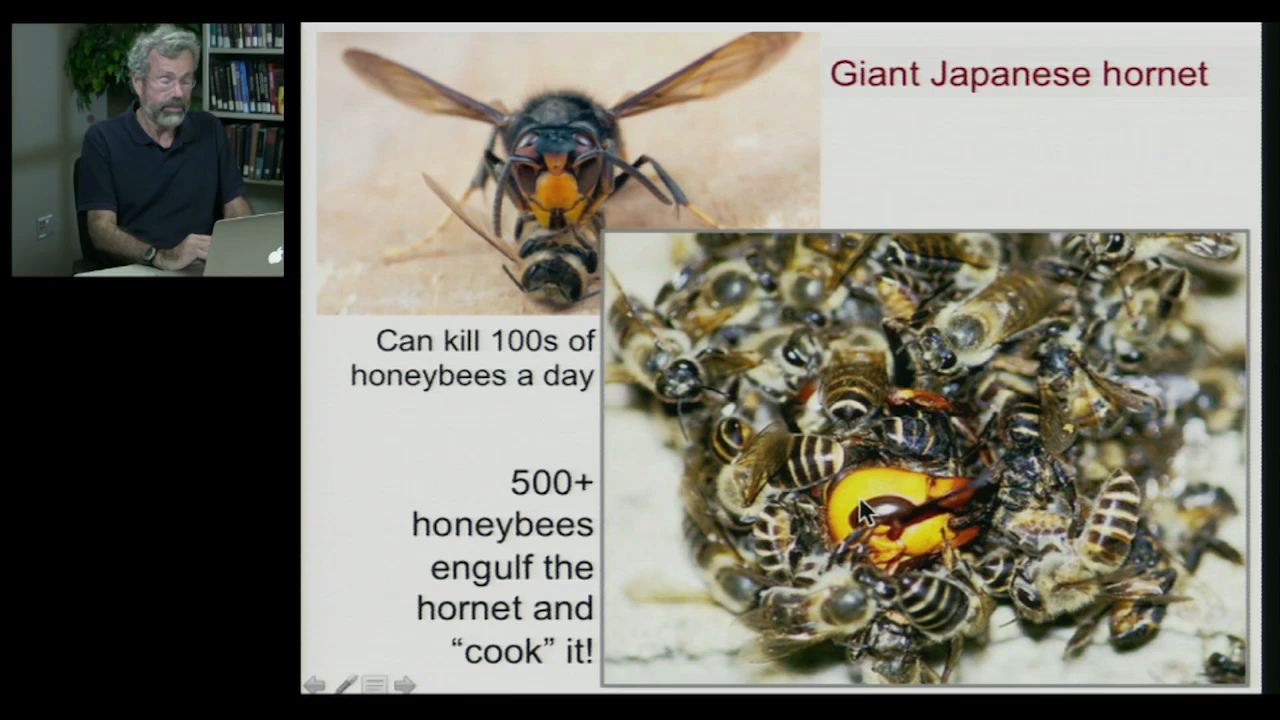 Giant Japanese hornet
Can kill 100s of
honeybees a day
500+
honeybees
engulf the
hornet and
“cook” it!